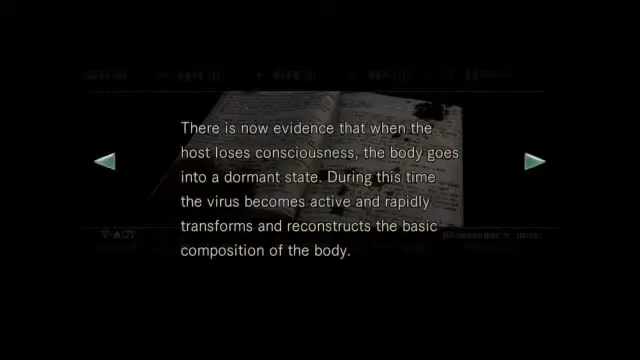 There is now evidence that when the
host loses consciousness, the body goes
into a dormant state. During this time
the virus becomes active and rapidly
transforms and reconstructs the basic
composition of the body.
V-ACT